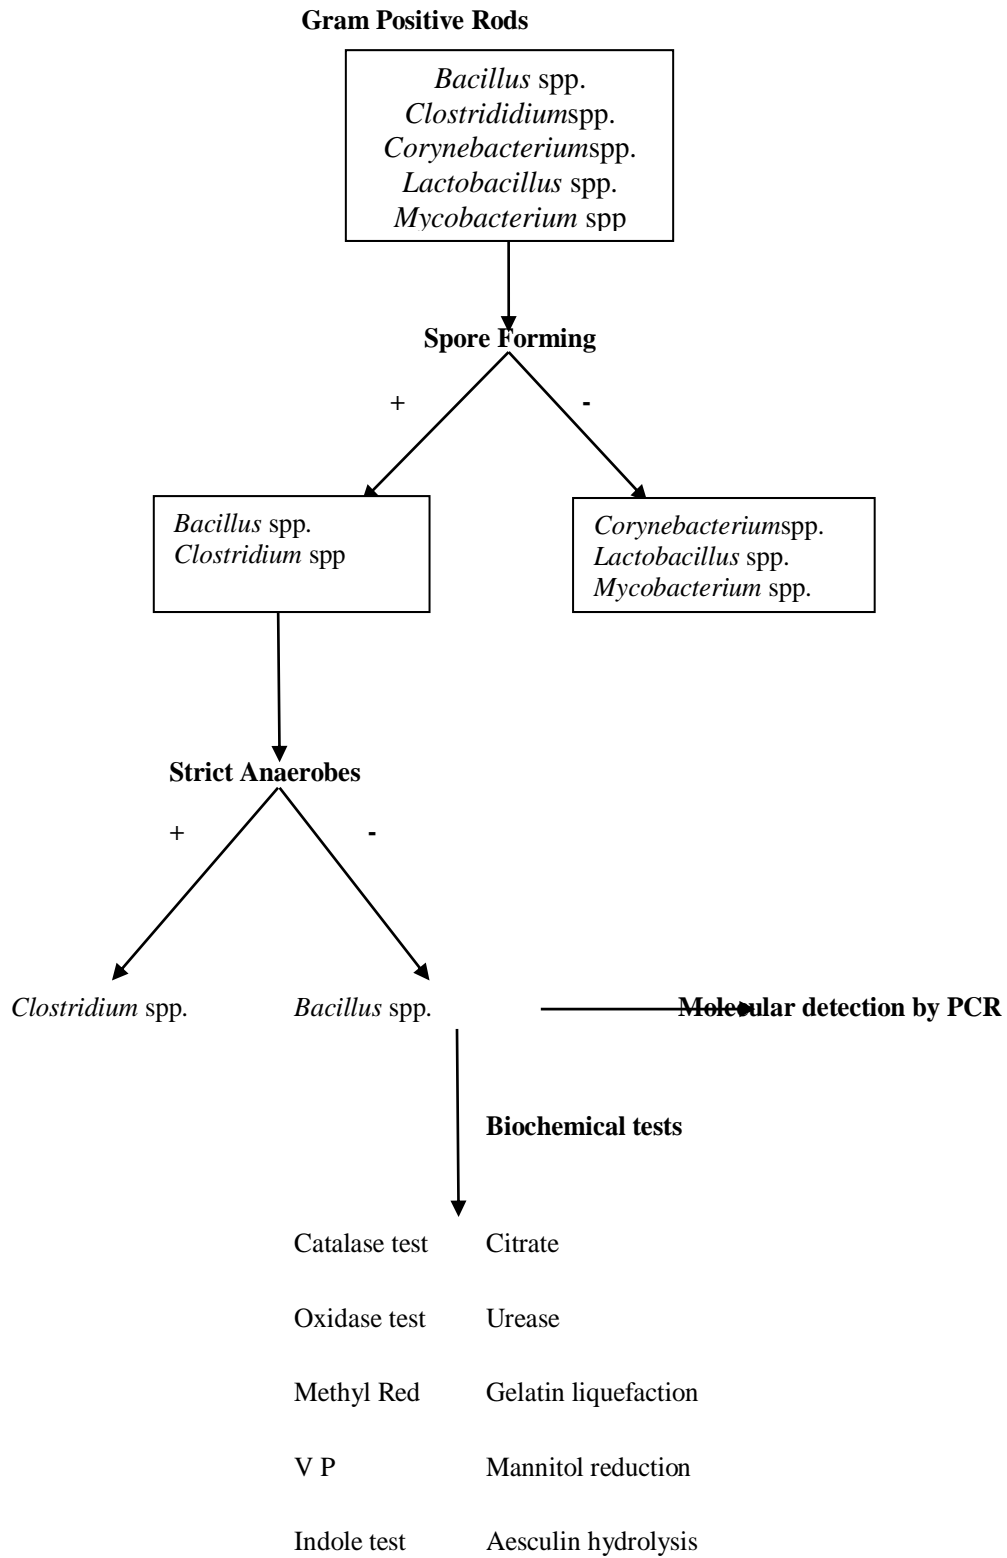 Gram Positive Rods
Bacillus spp.
Clostrididiumspp.
Corynebacteriumspp.
Lactobacillus spp.
Mycobacterium spp
Spore Forming
+ -
Bacillus spp.
Clostridium spp
Corynebacteriumspp.
Lactobacillus spp.
Mycobacterium spp.
Strict Anaerobes
+ -
Clostridium spp. Bacillus spp. Molecular detection by PCR
Biochemical tests
Catalase test Citrate
Oxidase test Urease
Methyl Red Gelatin liquefaction
V P Mannitol reduction
Indole test Aesculin hydrolysis